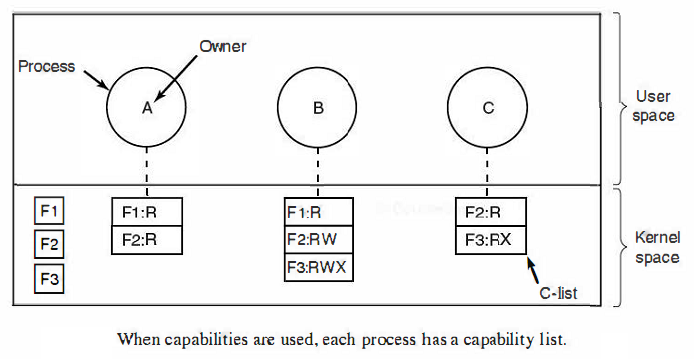 Owner
Process
A
B
C
User
space
F1
F2
F3
F1:R
F2:R
F1:R
F2:RW
F3:RWX
F2:R
F3:RX
C-list
Kernel
space
When capabilities are used, each process has a capability list.